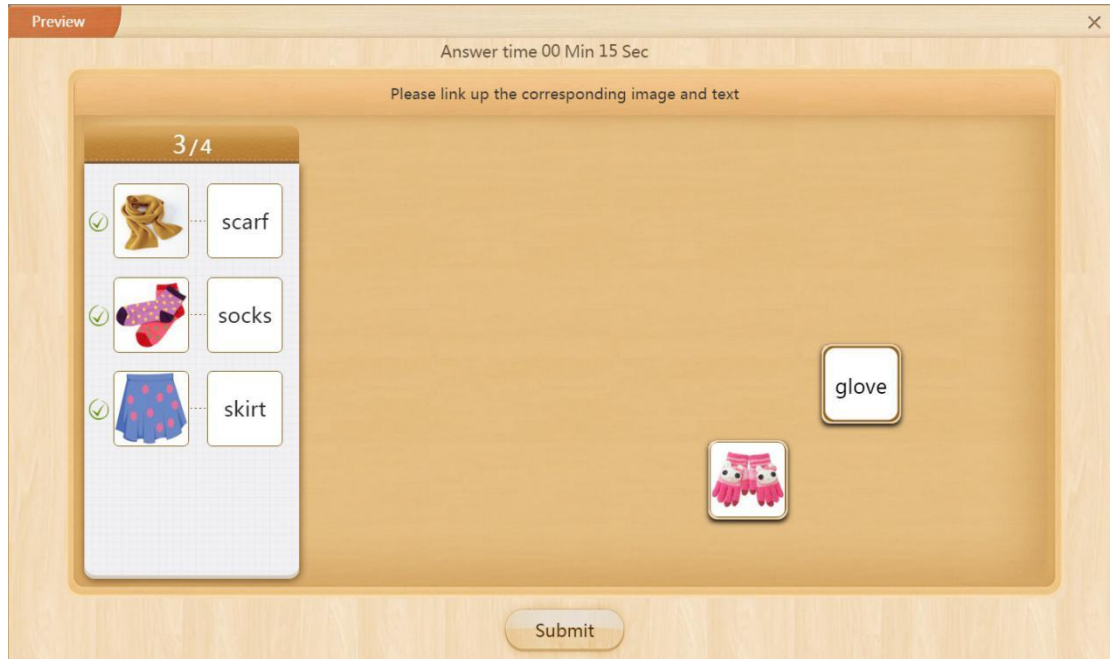 Preview
Answer time 00 Min 15 Sec
Please link up the corresponding image and text
3/4
scarf
socks
skirt
glove
Submit